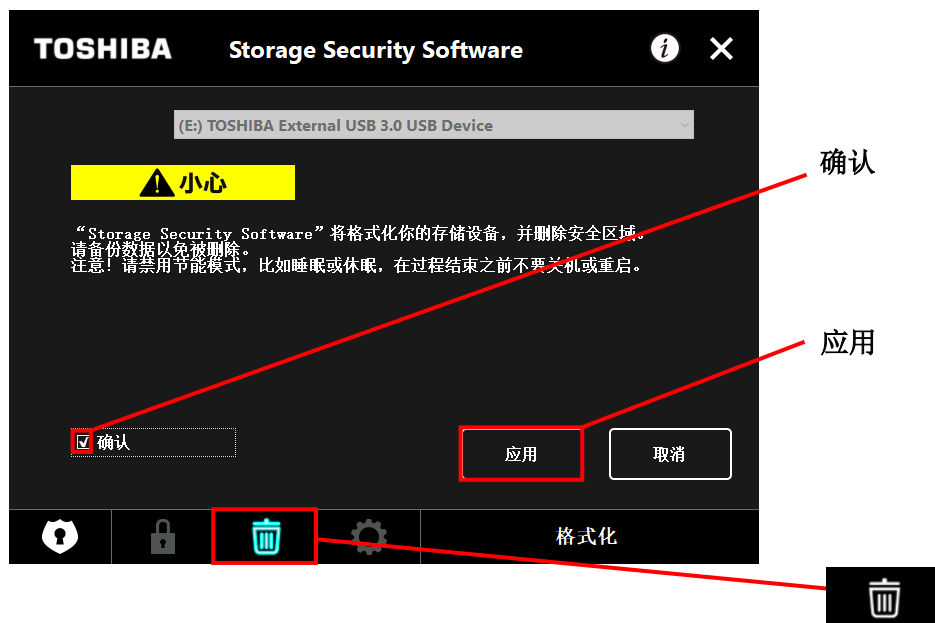 TOSHIBA
Storage Security Software
(E:) TOSHIBA External USB 3.0 USB Device
确认
小心
“Storage Security Software”将格式化你的存储设备，并删除安全区域。
请备份数据以免被删除。
注意！请禁用节能模式，比如睡眠或休眠，在过程结束之前不要关机或重启。
应用
确认
应用
取消
格式化